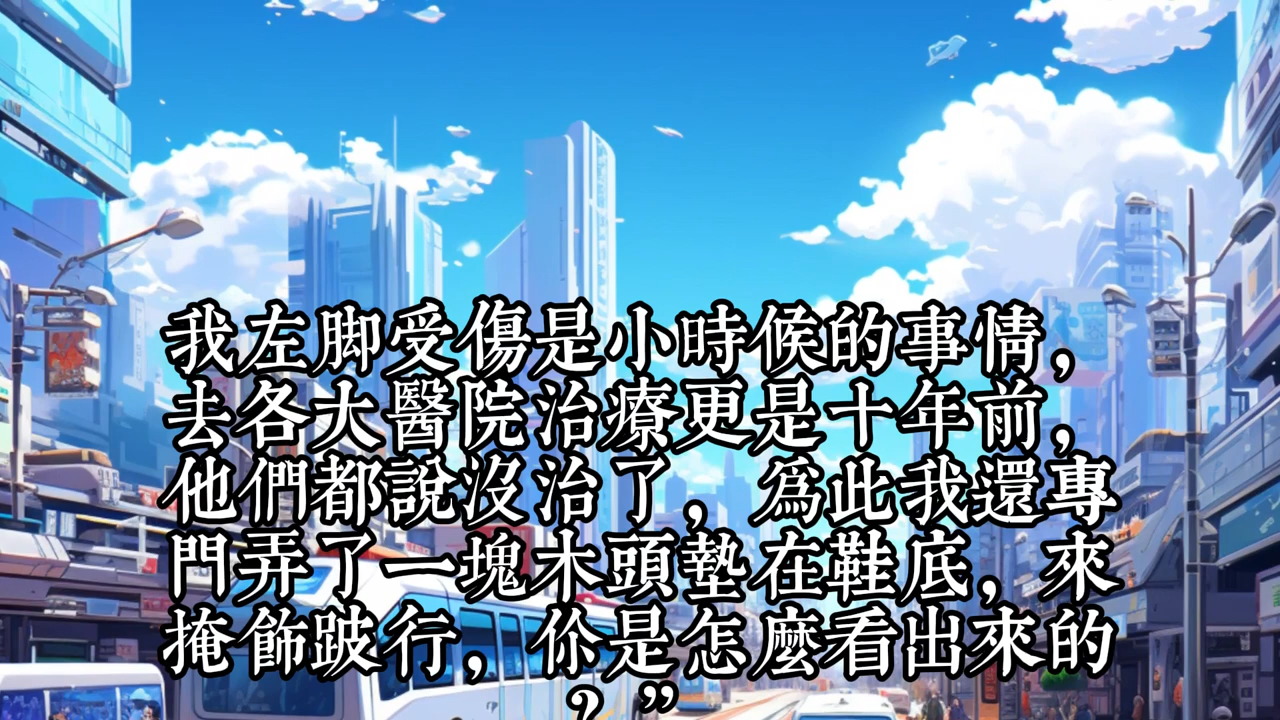 我左脚受傷是小時候的事情，
去各大醫院治療更是十年前，
他們都說沒治了，爲此我還專
門弄了一塊木頭墊在鞋底，來
掩飾跛行，你是怎麼看出來的
？”